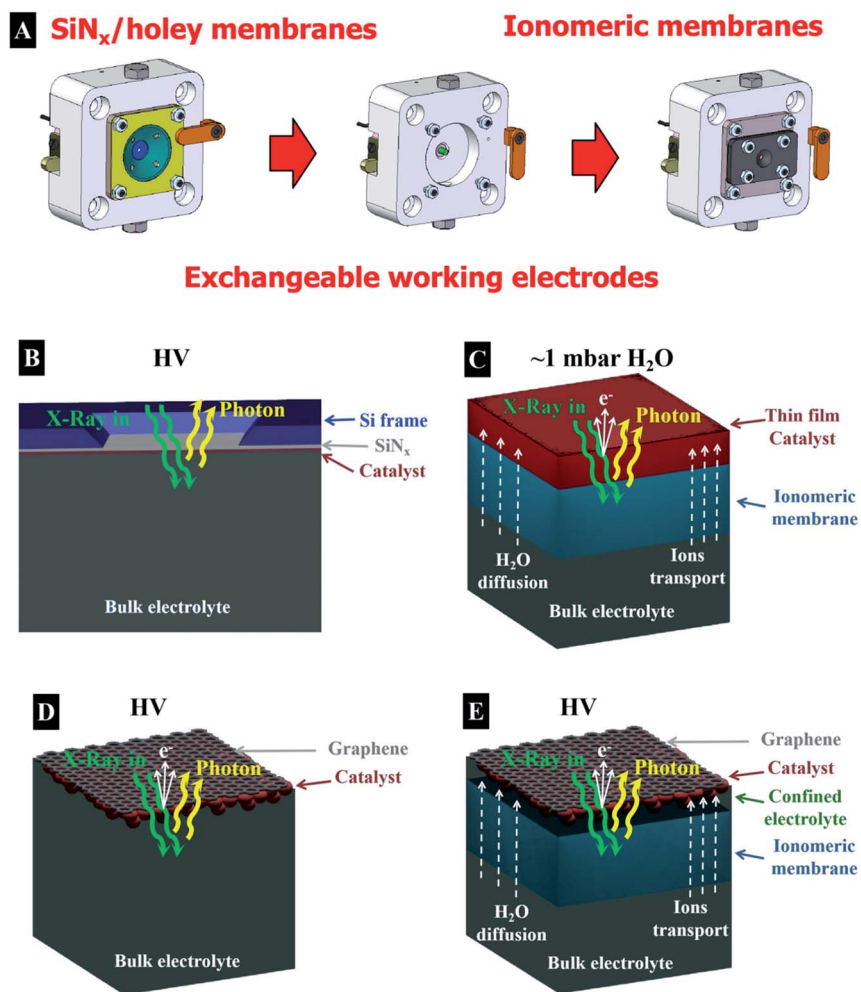 A
SiNx/holey membranes
Ionomeric membranes
Exchangeable working electrodes
B
HV
X-Ray in
Photon
Si frame
SiNx
Catalyst
Bulk electrolyte
C
~1 mbar H2O
X-Ray in
e-
Photon
Thin film
Catalyst
Ionomeric
membrane
H2O
diffusion
Ions
transport
Bulk electrolyte
D
HV
X-Ray in
e-
Photon
Graphene
Catalyst
Bulk electrolyte
E
HV
X-Ray in
e-
Photon
Graphene
Catalyst
Confined
electrolyte
Ionomeric
membrane
H2O
diffusion
Ions
transport
Bulk electrolyte